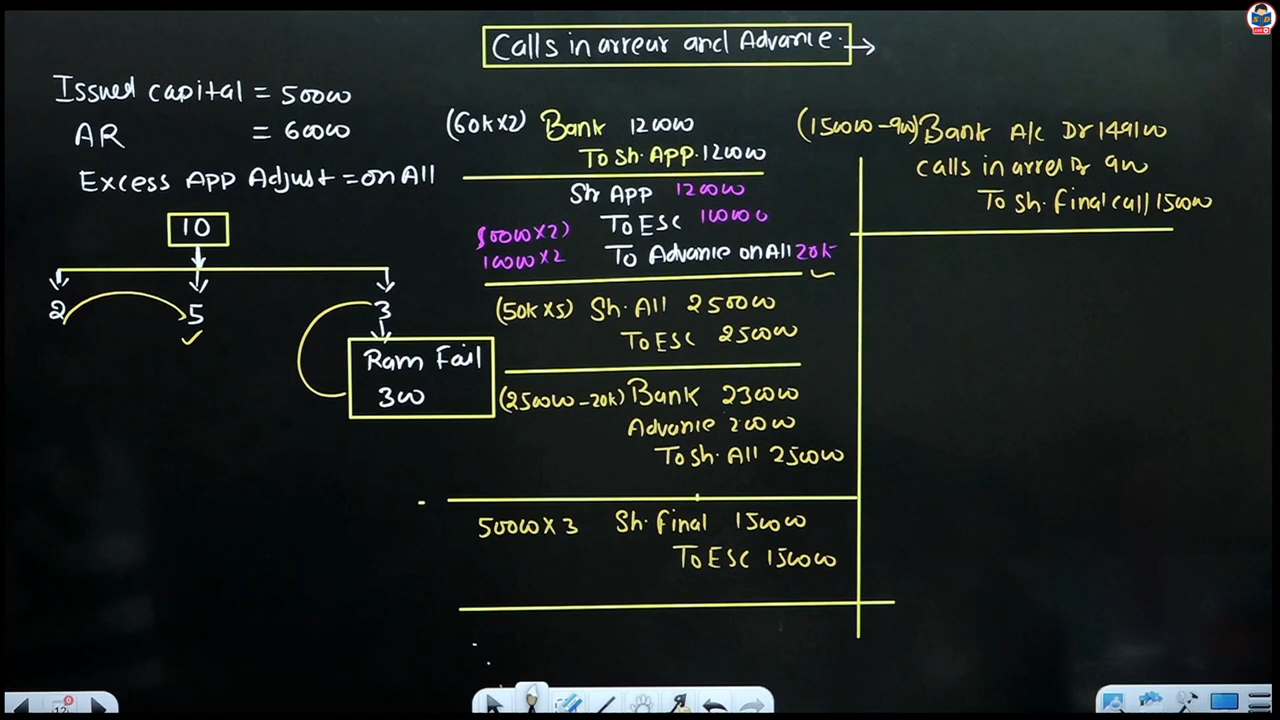 Calls in arrear and Advance.
Issued capital = 50000
AR = 60000
Excess App Adjust = on All
10
2 5 3
Ram Fail
300
(60k×2) Bank 120000
To Sh. App. 120000
Sh App 120000
50000×2) To ESC 100000
10000×2 To Advance on All 20k
(50k×5) Sh. All 250000
To ESC 250000
(250000-20k) Bank 230000
Advance 20000
To Sh. All 250000
50000×3 Sh. final 150000
To ESC 150000
(150000-900) Bank A/c Dr 149100
calls in arrear Dr 900
To Sh. final call 150000
SD